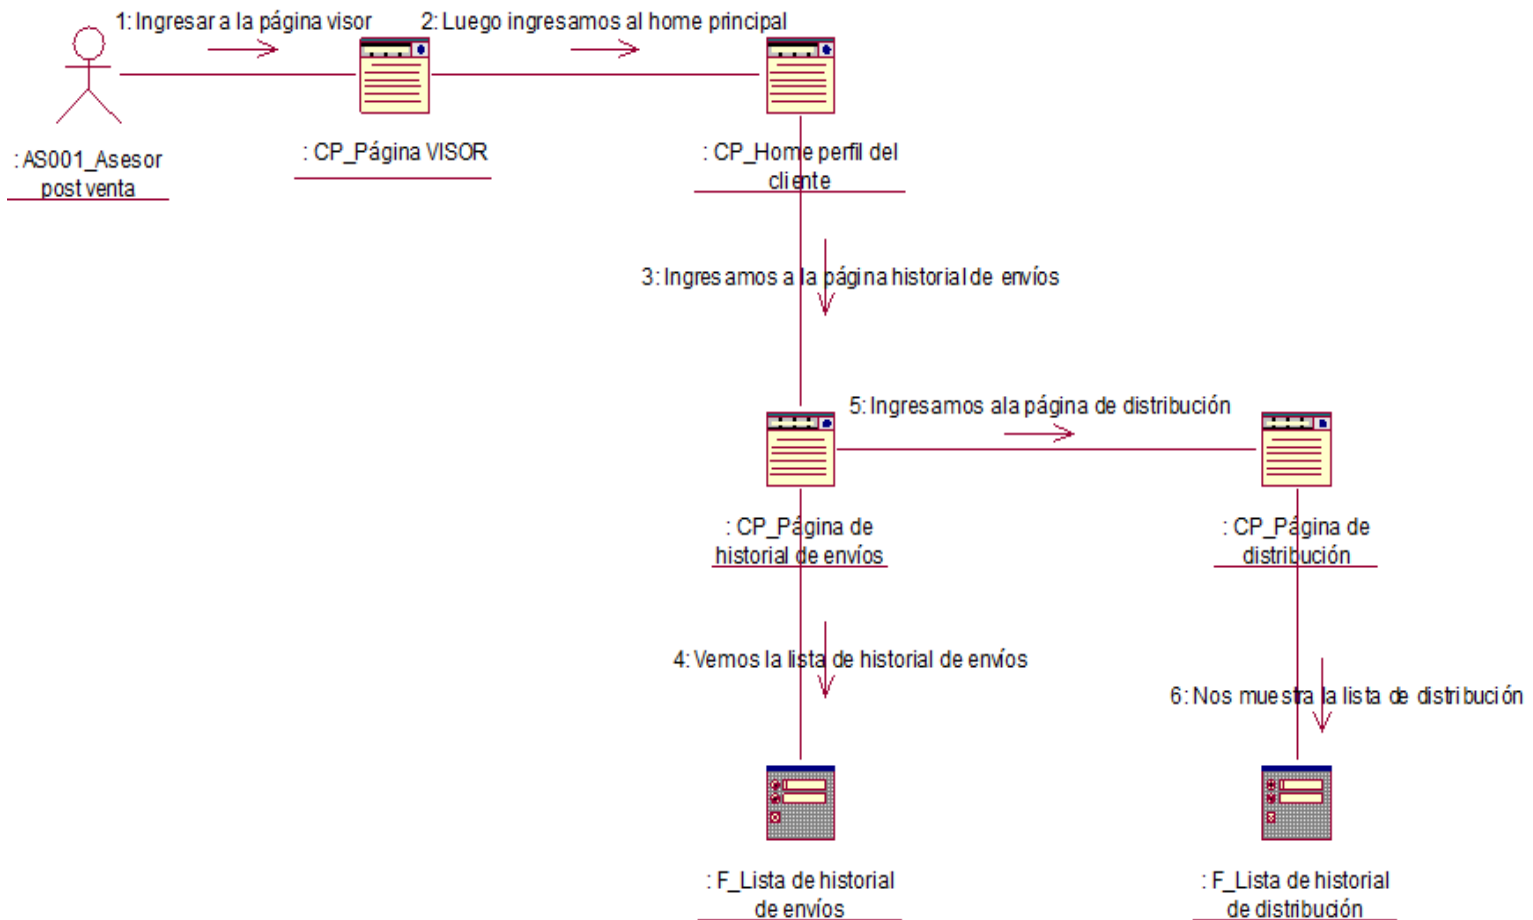 1: Ingresar a la página visor
2: Luego ingresamos al home principal
: AS001_Asesor
post venta
: CP_Página VISOR
: CP_Home perfil del
cliente
3: Ingresamos a la página historial de envíos
5: Ingresamos ala página de distribución
: CP_Página de
historial de envíos
: CP_Página de
distribución
4: Vemos la lista de historial de envíos
6: Nos muestra la lista de distribución
: F_Lista de historial
de envíos
: F_Lista de historial
de distribución